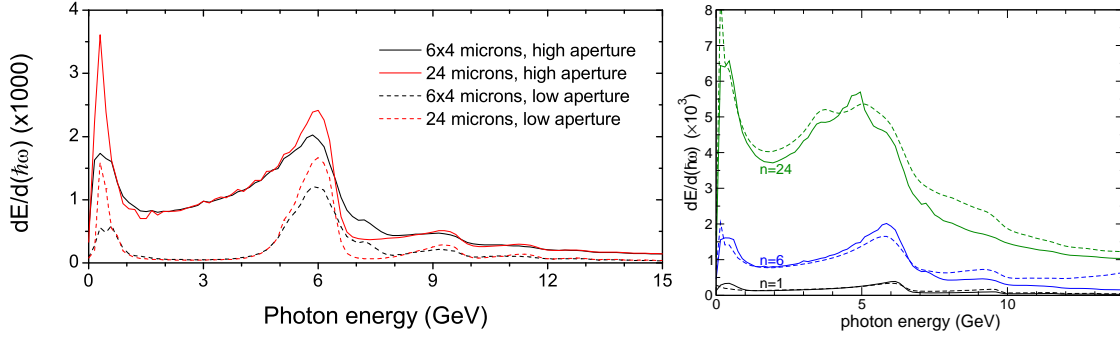 4
3
2
1
0
0 3 6 9 12 15
dE/d(ħω) (x1000)
Photon energy (GeV)
6x4 microns, high aperture
24 microns, high aperture
6x4 microns, low aperture
24 microns, low aperture
8
7
6
5
4
3
2
1
0
0 5 10
dE/d(ħω) (×10³)
photon energy (GeV)
n=24
n=6
n=1